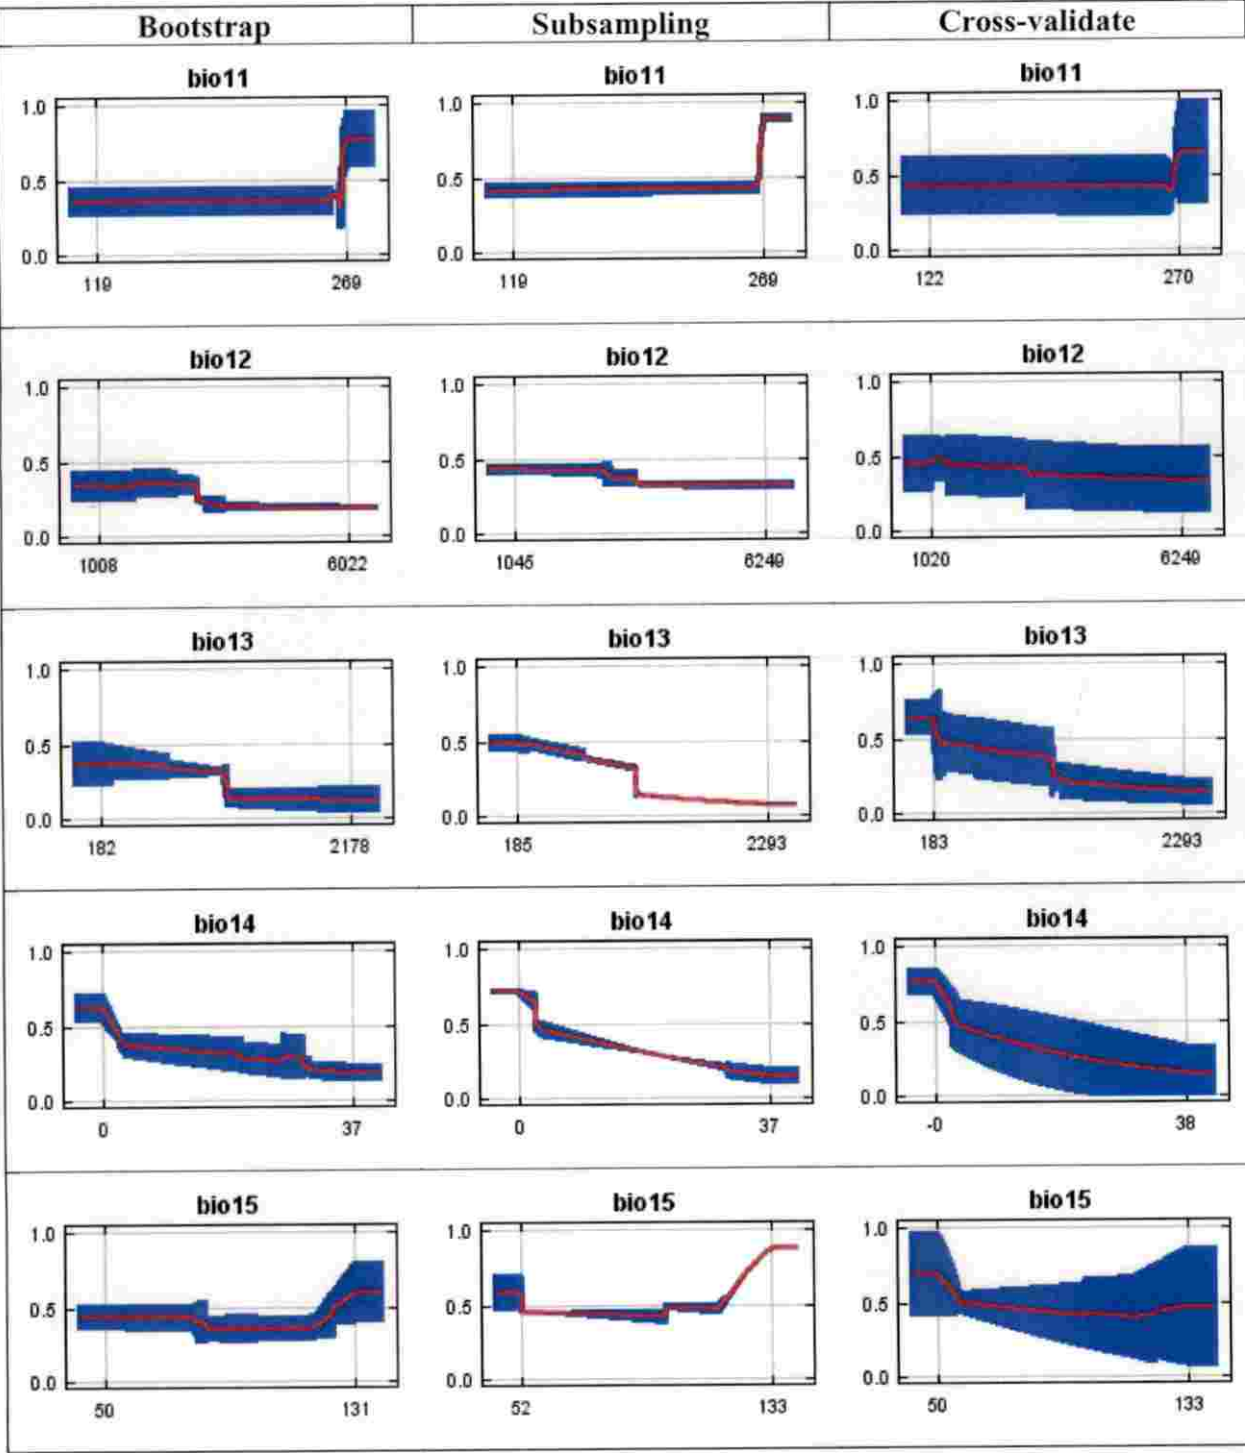 Bootstrap Subsampling Cross-validate
bio11 bio11 bio11
1.0 1.0 1.0
0.5 0.5 0.5
0.0 0.0 0.0
119 269 119 269 122 270
bio12 bio12 bio12
1.0 1.0 1.0
0.5 0.5 0.5
0.0 0.0 0.0
1008 6022 1045 6249 1020 6249
bio13 bio13 bio13
1.0 1.0 1.0
0.5 0.5 0.5
0.0 0.0 0.0
182 2178 185 2293 183 2293
bio14 bio14 bio14
1.0 1.0 1.0
0.5 0.5 0.5
0.0 0.0 0.0
0 37 0 37 -0 38
bio15 bio15 bio15
1.0 1.0 1.0
0.5 0.5 0.5
0.0 0.0 0.0
50 131 52 133 50 133